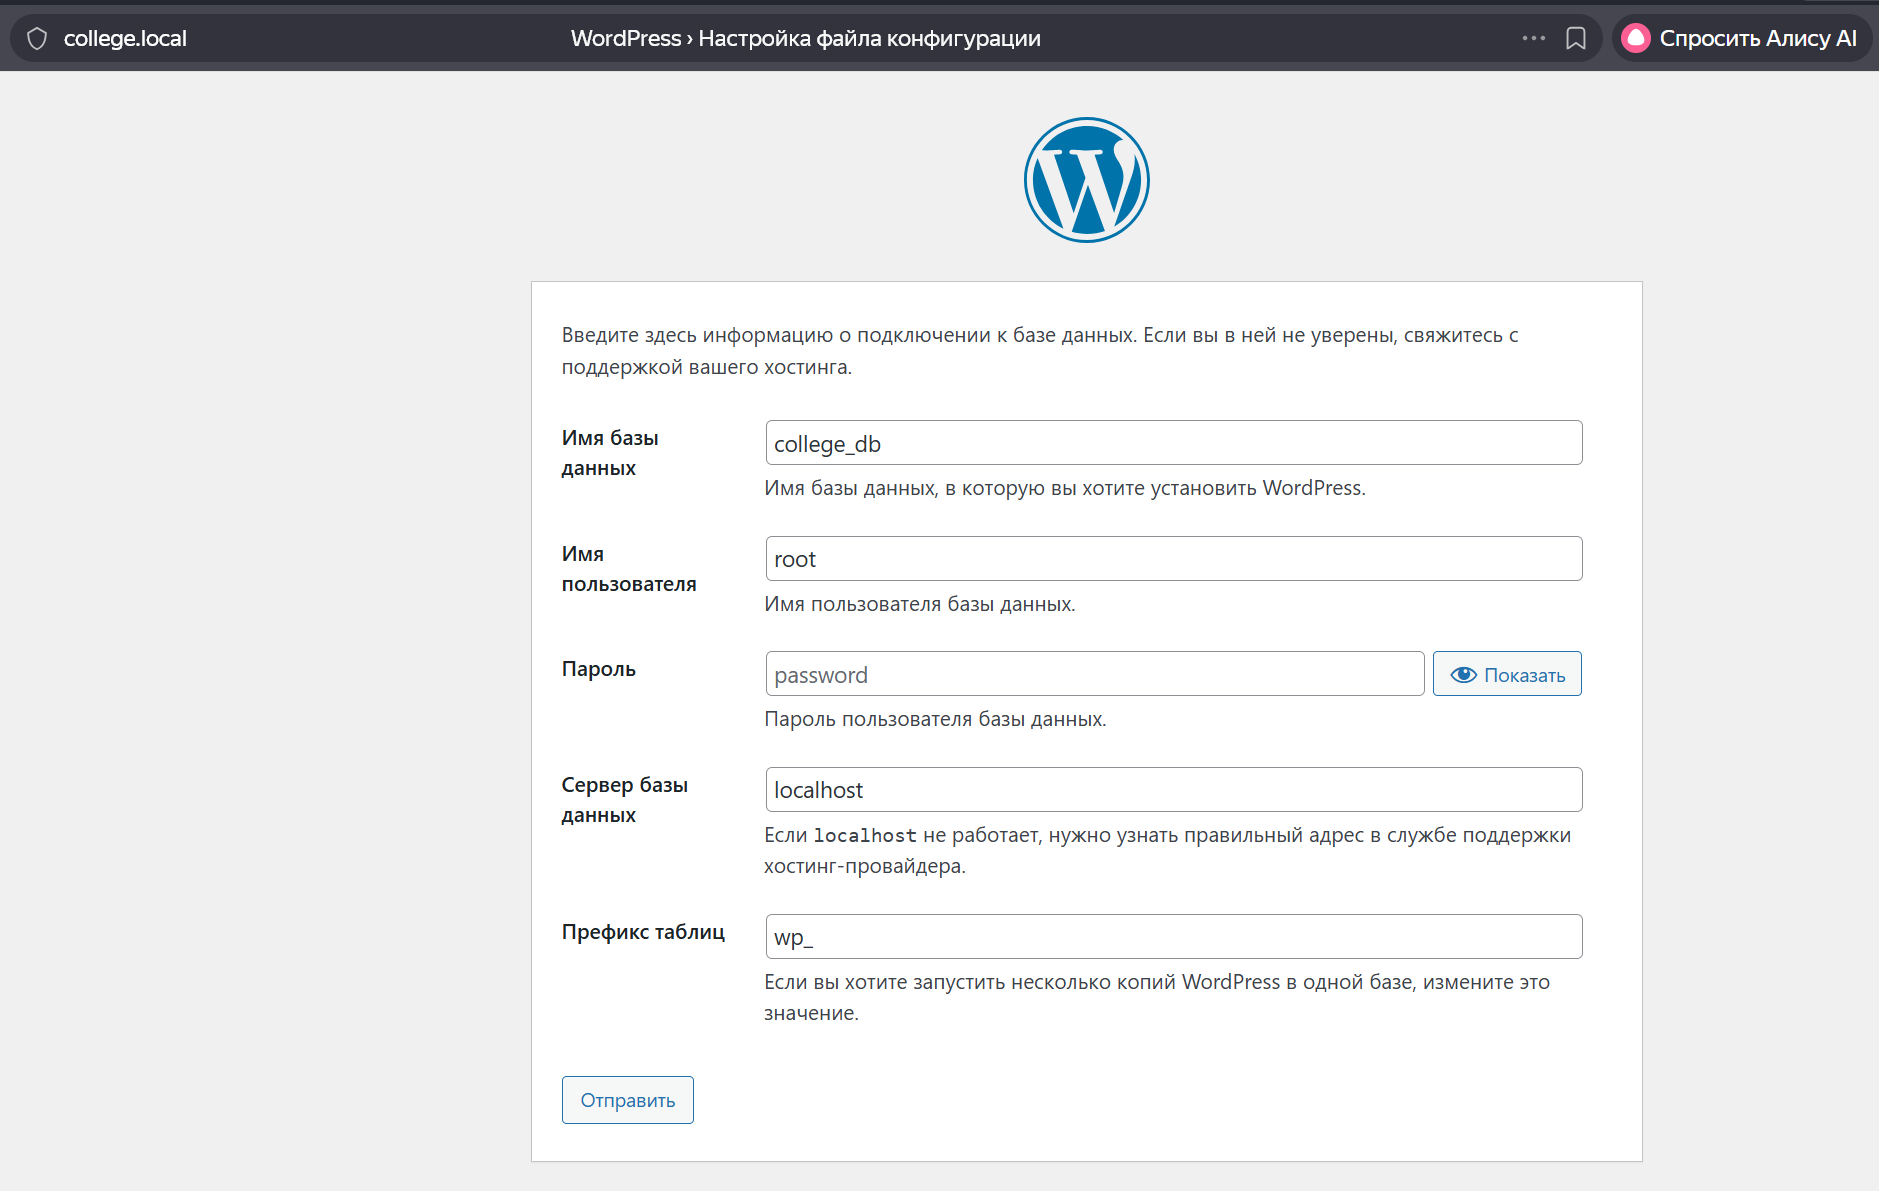 college.local
WordPress › Настройка файла конфигурации
Спросить Алису AI
Введите здесь информацию о подключении к базе данных. Если вы в ней не уверены, свяжитесь с
поддержкой вашего хостинга.
Имя базы
данных
college_db
Имя базы данных, в которую вы хотите установить WordPress.
Имя
пользователя
root
Имя пользователя базы данных.
Пароль
password
Показать
Пароль пользователя базы данных.
Сервер базы
данных
localhost
Если localhost не работает, нужно узнать правильный адрес в службе поддержки
хостинг-провайдера.
Префикс таблиц
wp_
Если вы хотите запустить несколько копий WordPress в одной базе, измените это
значение.
Отправить